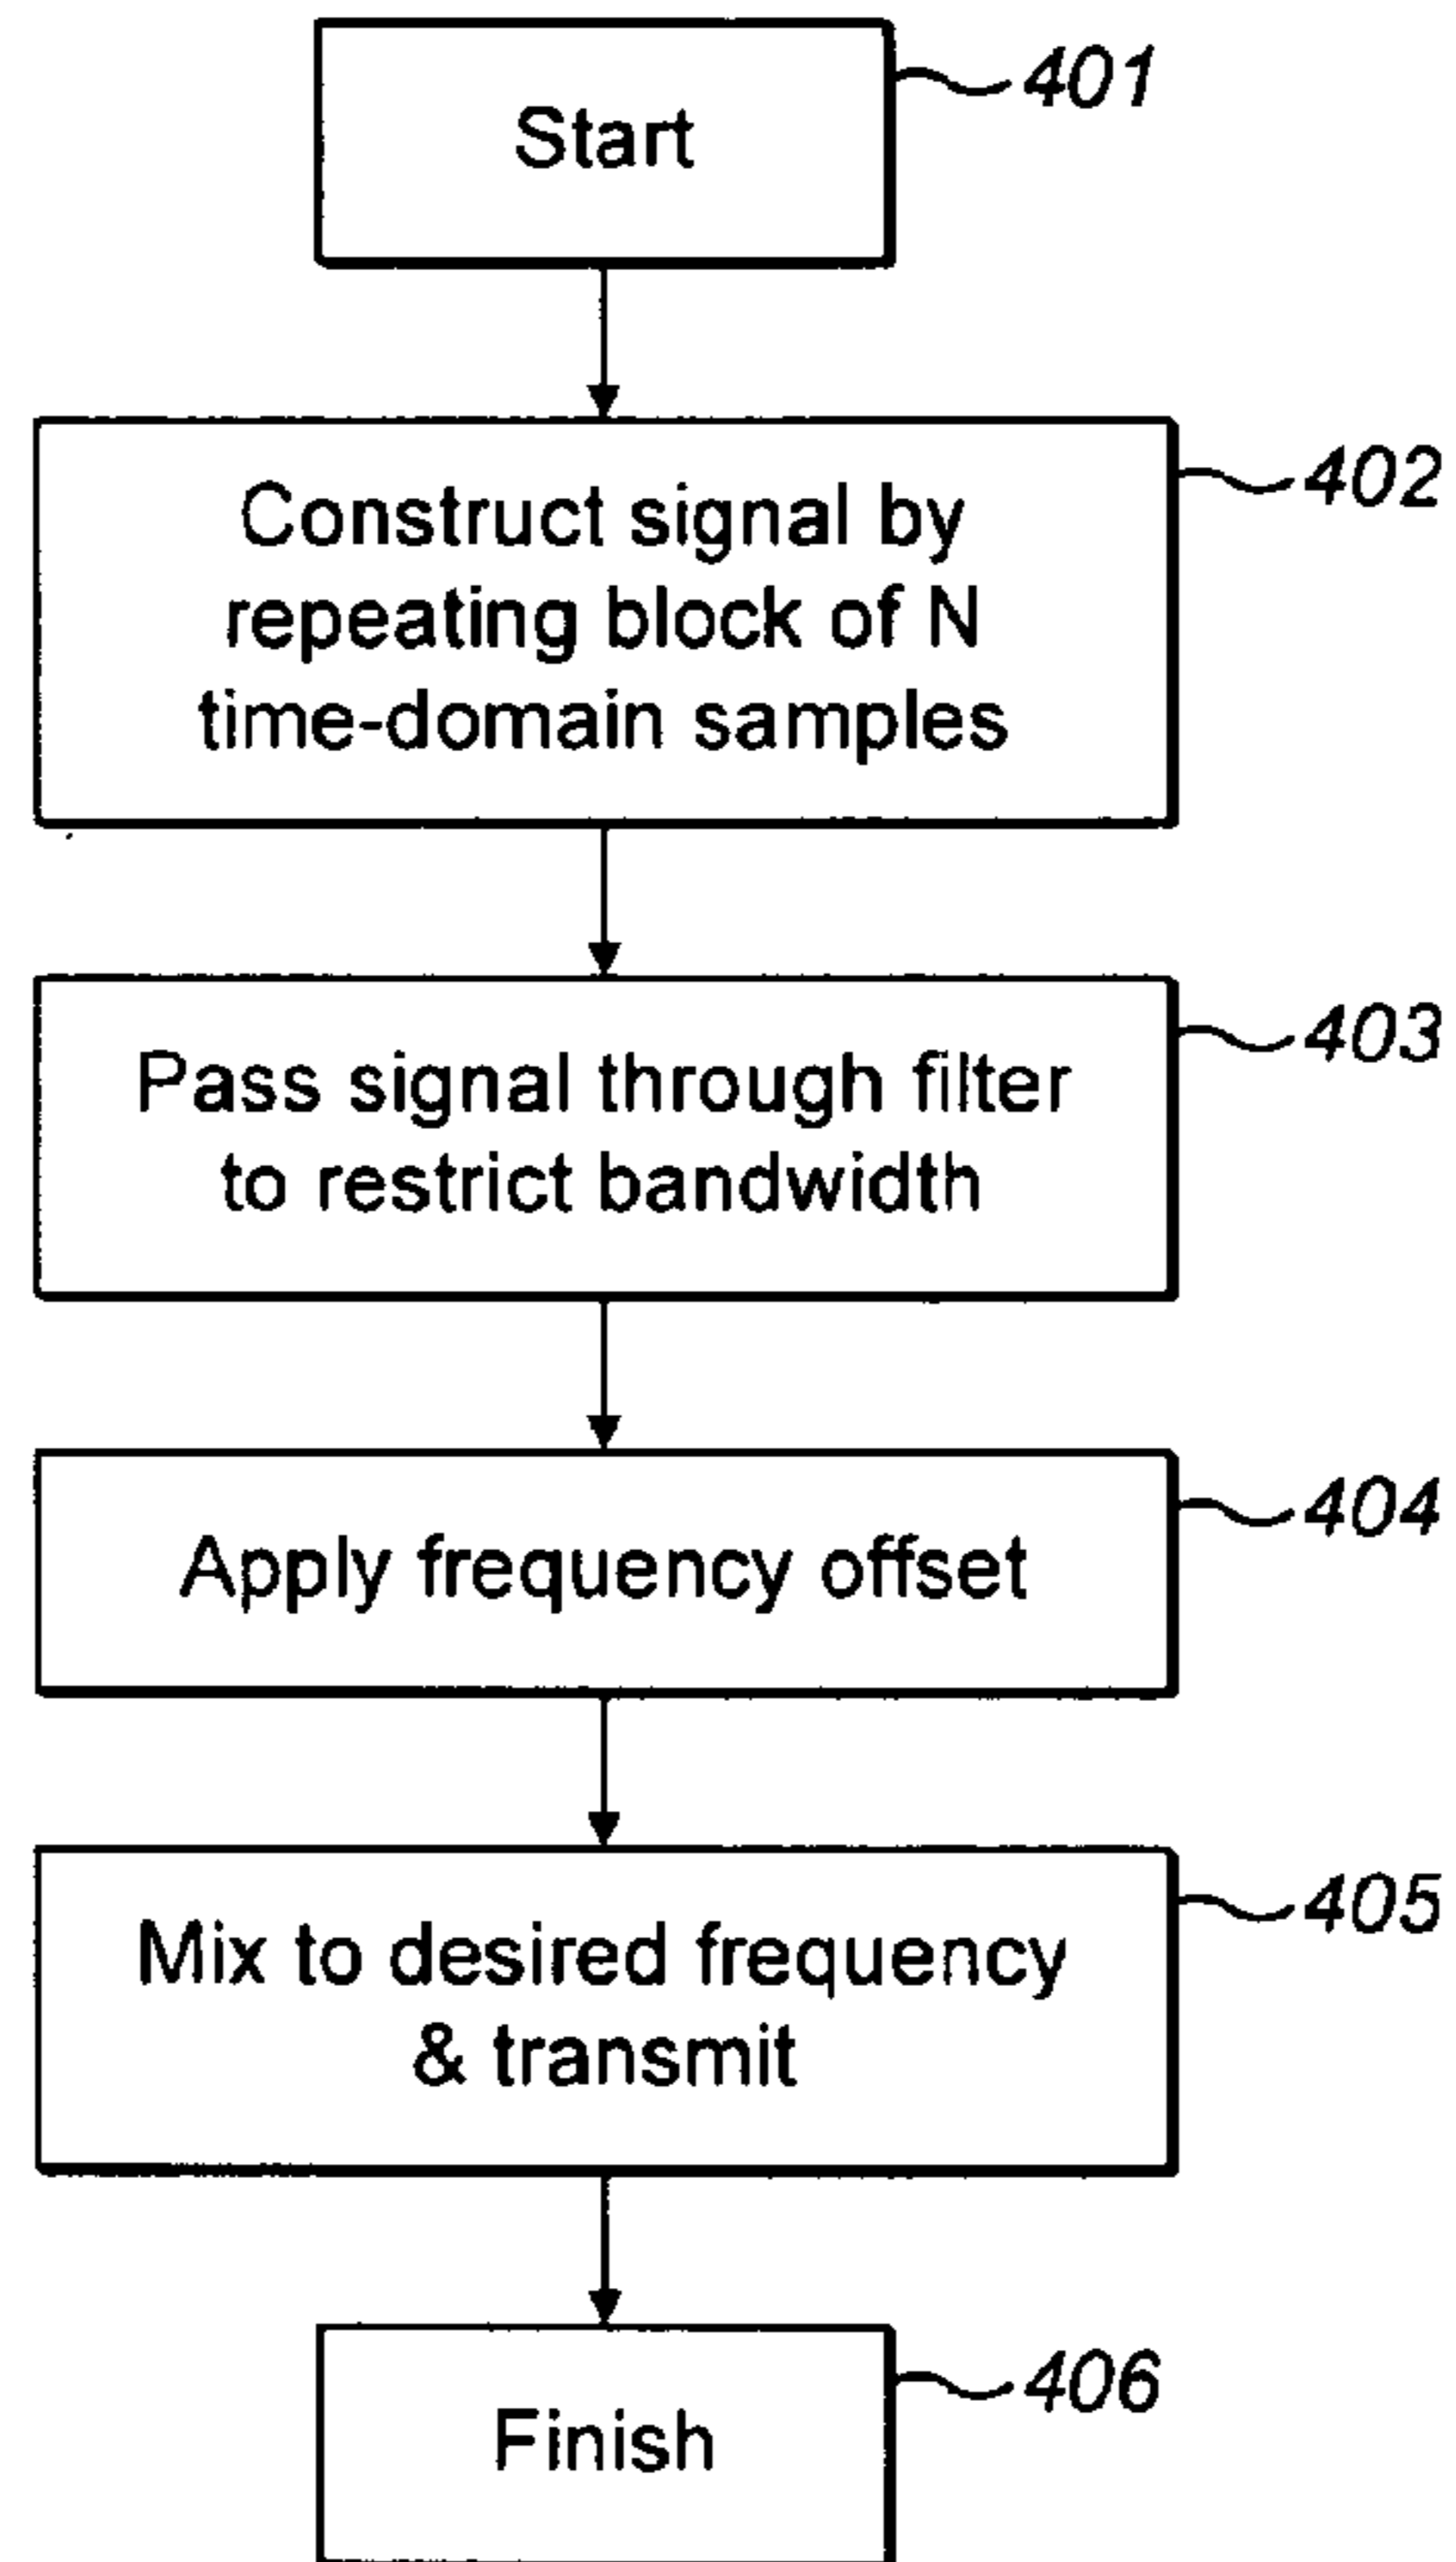 Start
401
Construct signal by
repeating block of N
time-domain samples
402
Pass signal through filter
to restrict bandwidth
403
Apply frequency offset
404
Mix to desired frequency
& transmit
405
Finish
406